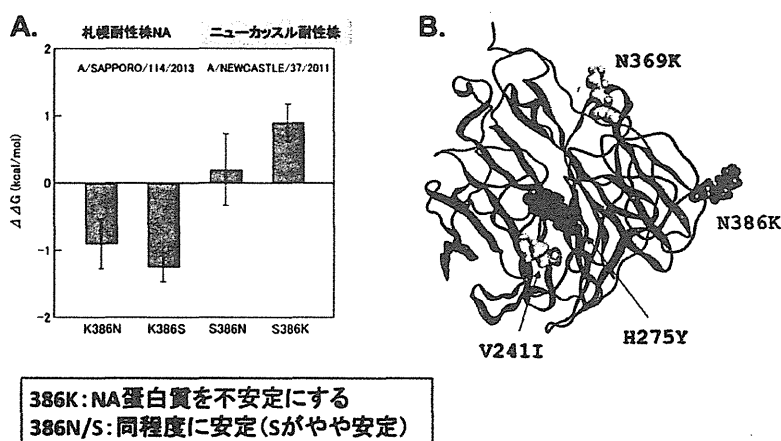 A.
札幌耐性株NA ニューカッスル耐性株
A/SAPPORO/114/2013 A/NEWCASTLE/37/2011
ΔΔG (kcal/mol)
2
1
0
-1
-2
K386N K386S S386N S386K
B.
N369K
N386K
H275Y
V241I
386K:NA蛋白質を不安定にする
386N/S:同程度に安定(Sがやや安定)